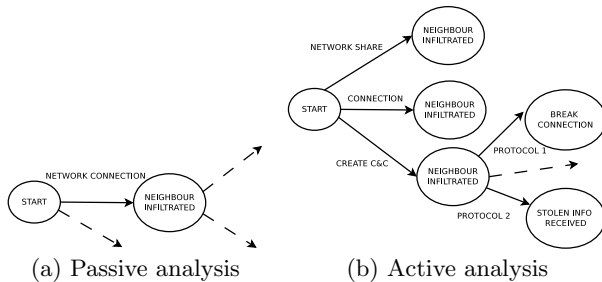 NETWORK CONNECTION
START
NEIGHBOUR
INFILTRATED
(a) Passive analysis
NETWORK SHARE
NEIGHBOUR
INFILTRATED
START
CONNECTION
NEIGHBOUR
INFILTRATED
CREATE C&C
NEIGHBOUR
INFILTRATED
BREAK
CONNECTION
PROTOCOL 1
PROTOCOL 2
STOLEN INFO
RECEIVED
(b) Active analysis